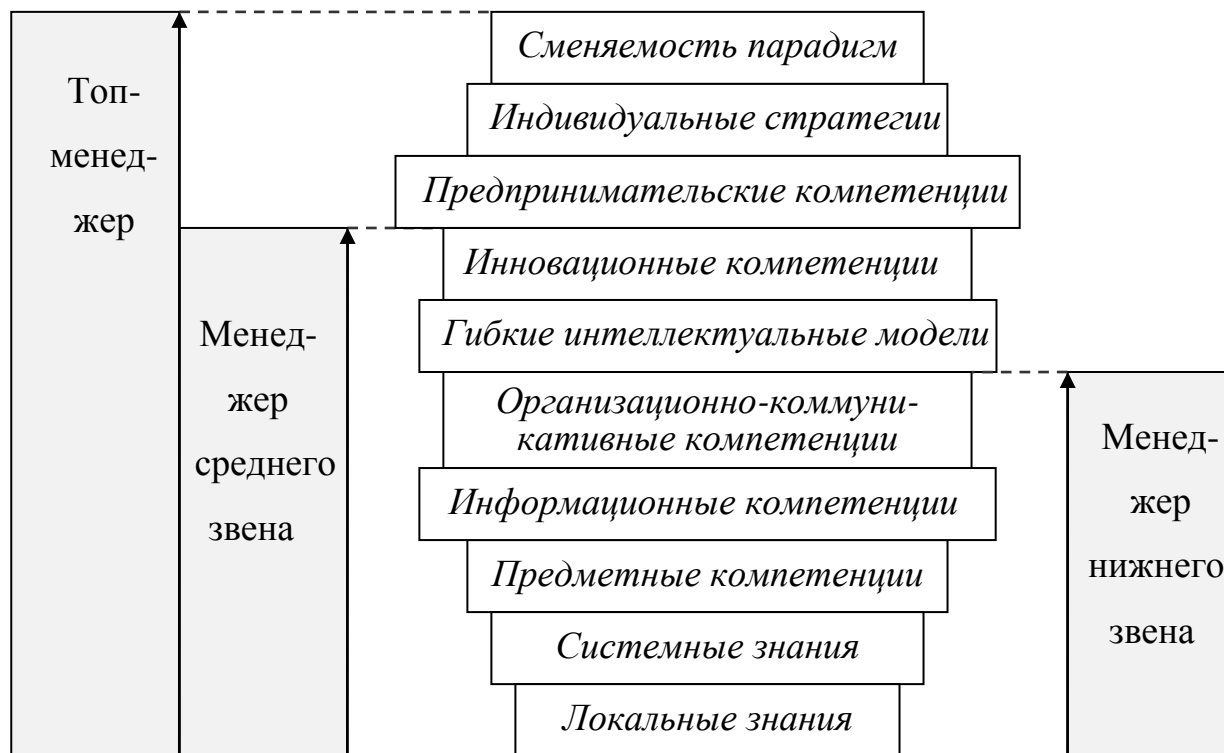 Топ-
менед-
жер
Менед-
жер
среднего
звена
Сменяемость парадигм
Индивидуальные стратегии
Предпринимательские компетенции
Инновационные компетенции
Гибкие интеллектуальные модели
Организационно-коммуни-
кативные компетенции
Информационные компетенции
Предметные компетенции
Системные знания
Локальные знания
Менед-
жер
нижнего
звена